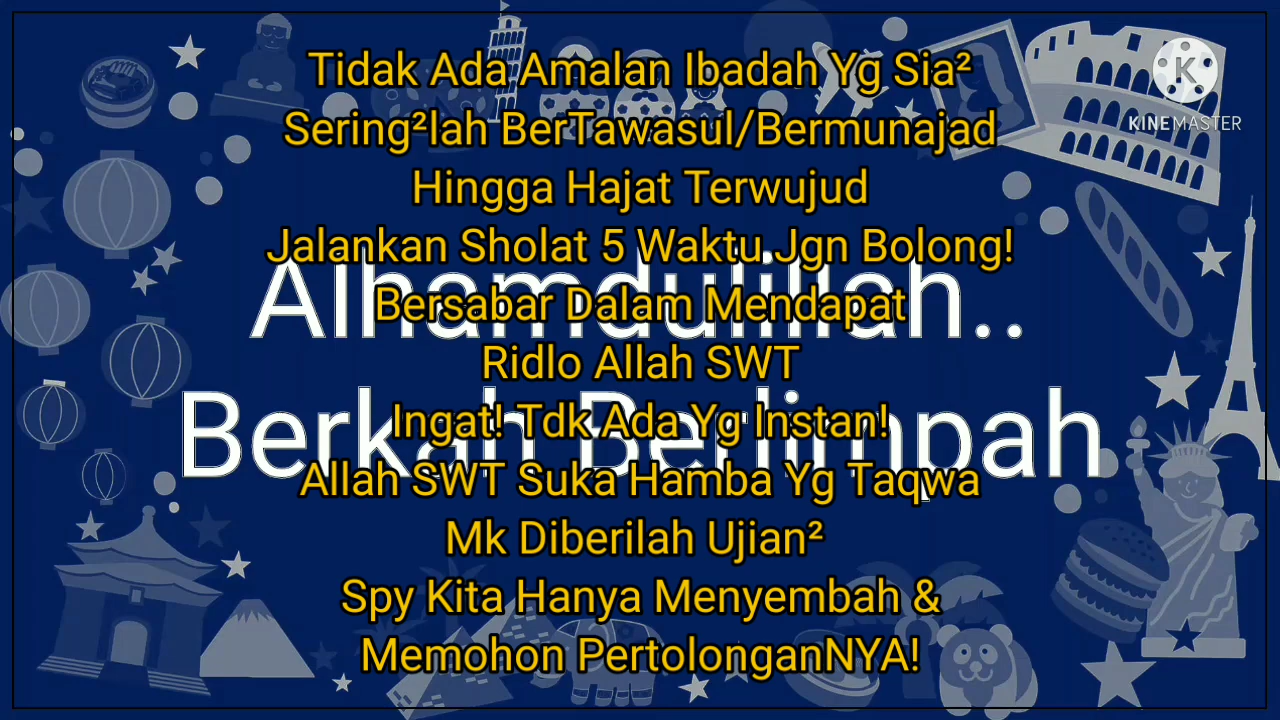 Tidak Ada Amalan Ibadah Yg Sia²
Sering²lah BerTawasul/Bermunajad
Hingga Hajat Terwujud
Jalankan Sholat 5 Waktu Jgn Bolong!
Alhamdulillah..
Bersabar Dalam Mendapat
Ridlo Allah SWT
Berkah Berlimpah
Ingat! Tdk Ada Yg Instan!
Allah SWT Suka Hamba Yg Taqwa
Mk Diberilah Ujian²
Spy Kita Hanya Menyembah &
Memohon PertolonganNYA!
K
KINEMASTER